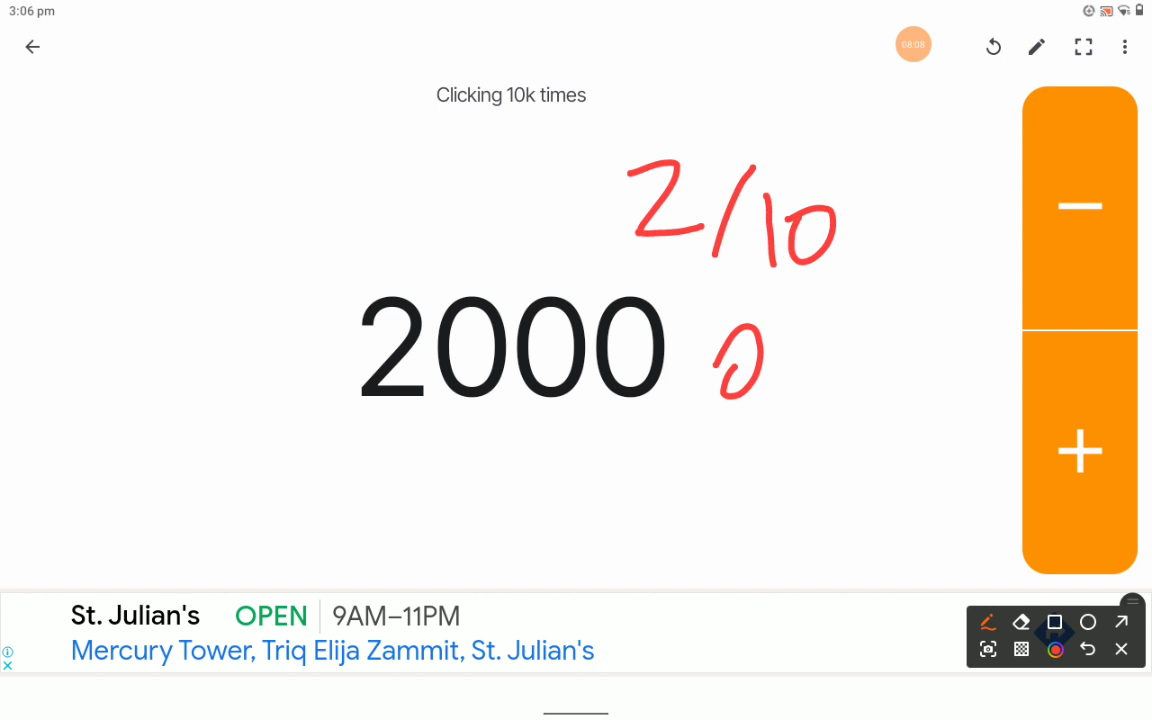 3:06 pm
08:08
Clicking 10k times
2/10
2000 0
St. Julian's OPEN 9AM–11PM
Mercury Tower, Triq Elija Zammit, St. Julian's